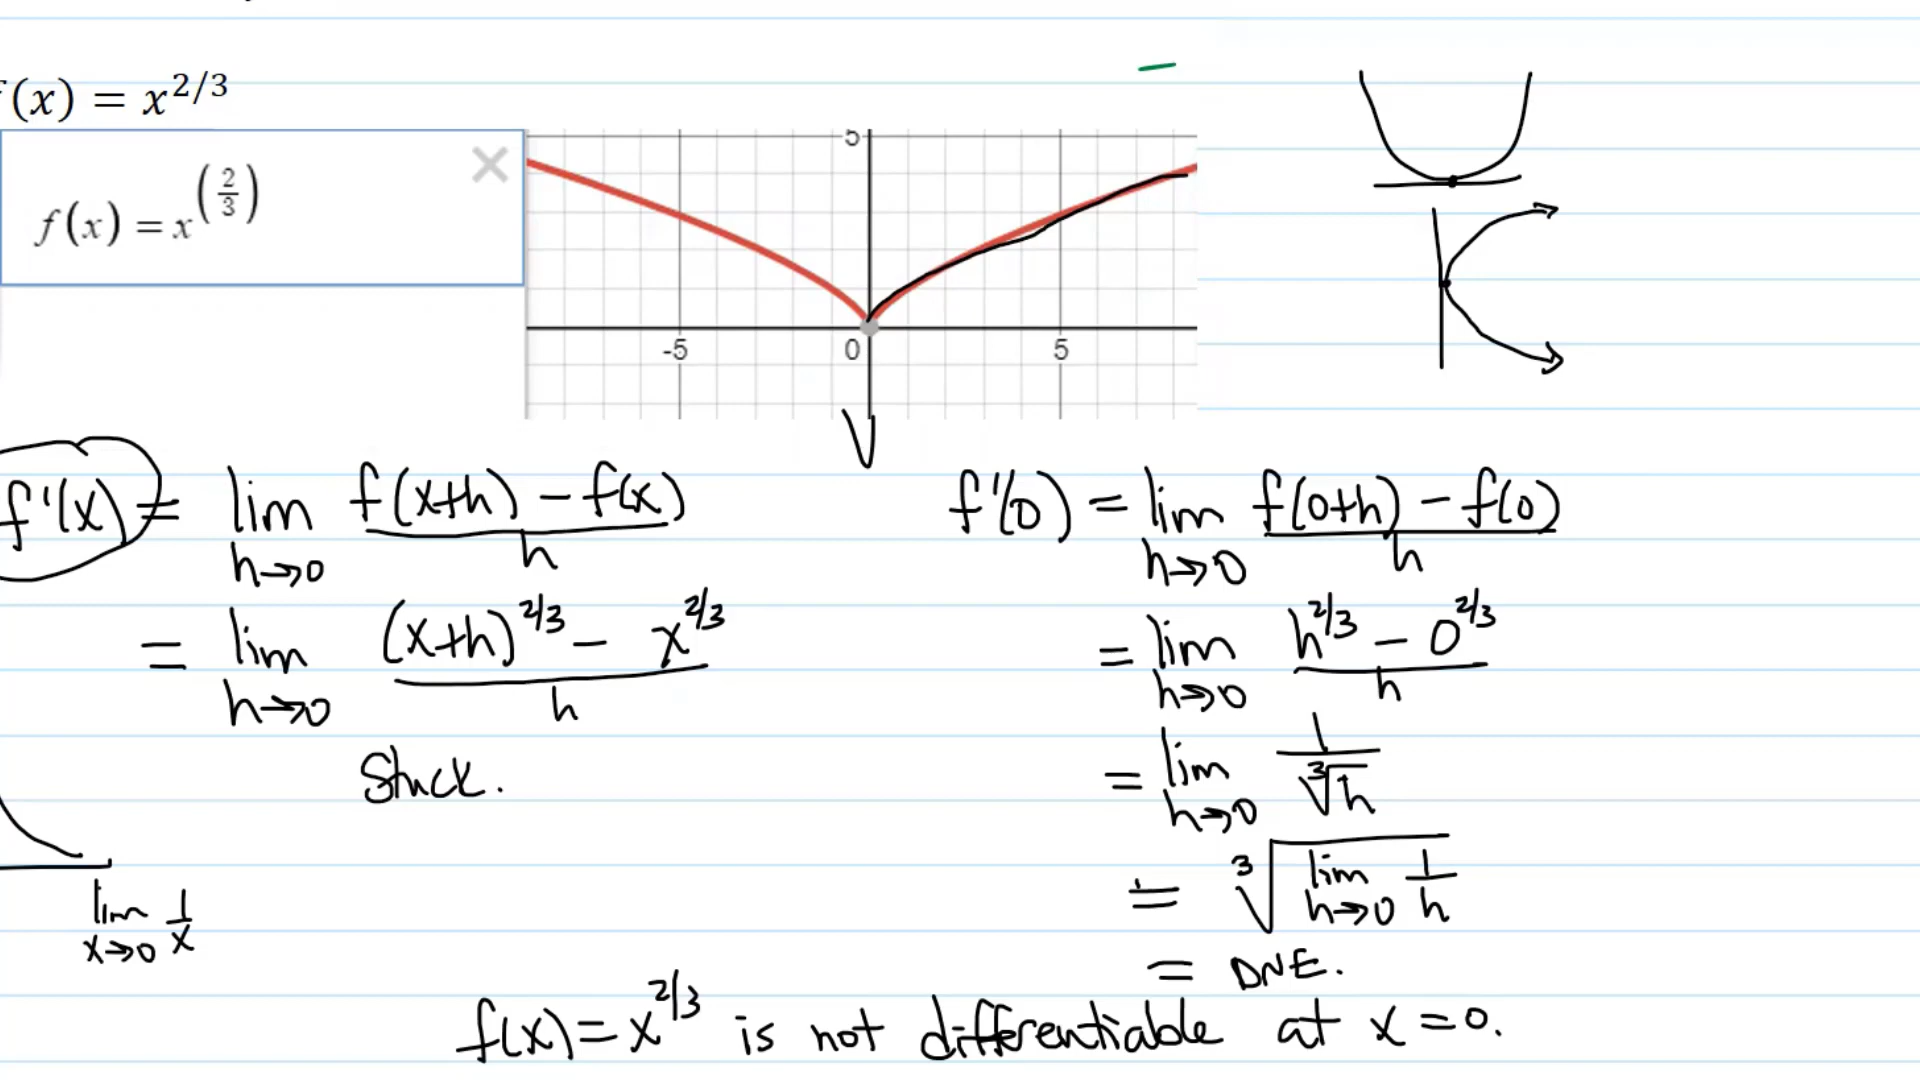 f(x) = x^{2/3}
f(x) = x^{(2/3)}
5
-5 0 5
f'(x) = lim_{h→0} (f(x+h) - f(x))/h
= lim_{h→0} ((x+h)^{2/3} - x^{2/3})/h
Stuck.
lim_{x→0} 1/x
f'(0) = lim_{h→0} (f(0+h) - f(0))/h
= lim_{h→0} (h^{2/3} - 0^{2/3})/h
= lim_{h→0} 1/∛h
= ∛(lim_{h→0} 1/h)
= DNE.
f(x) = x^{2/3} is not differentiable at x = 0.